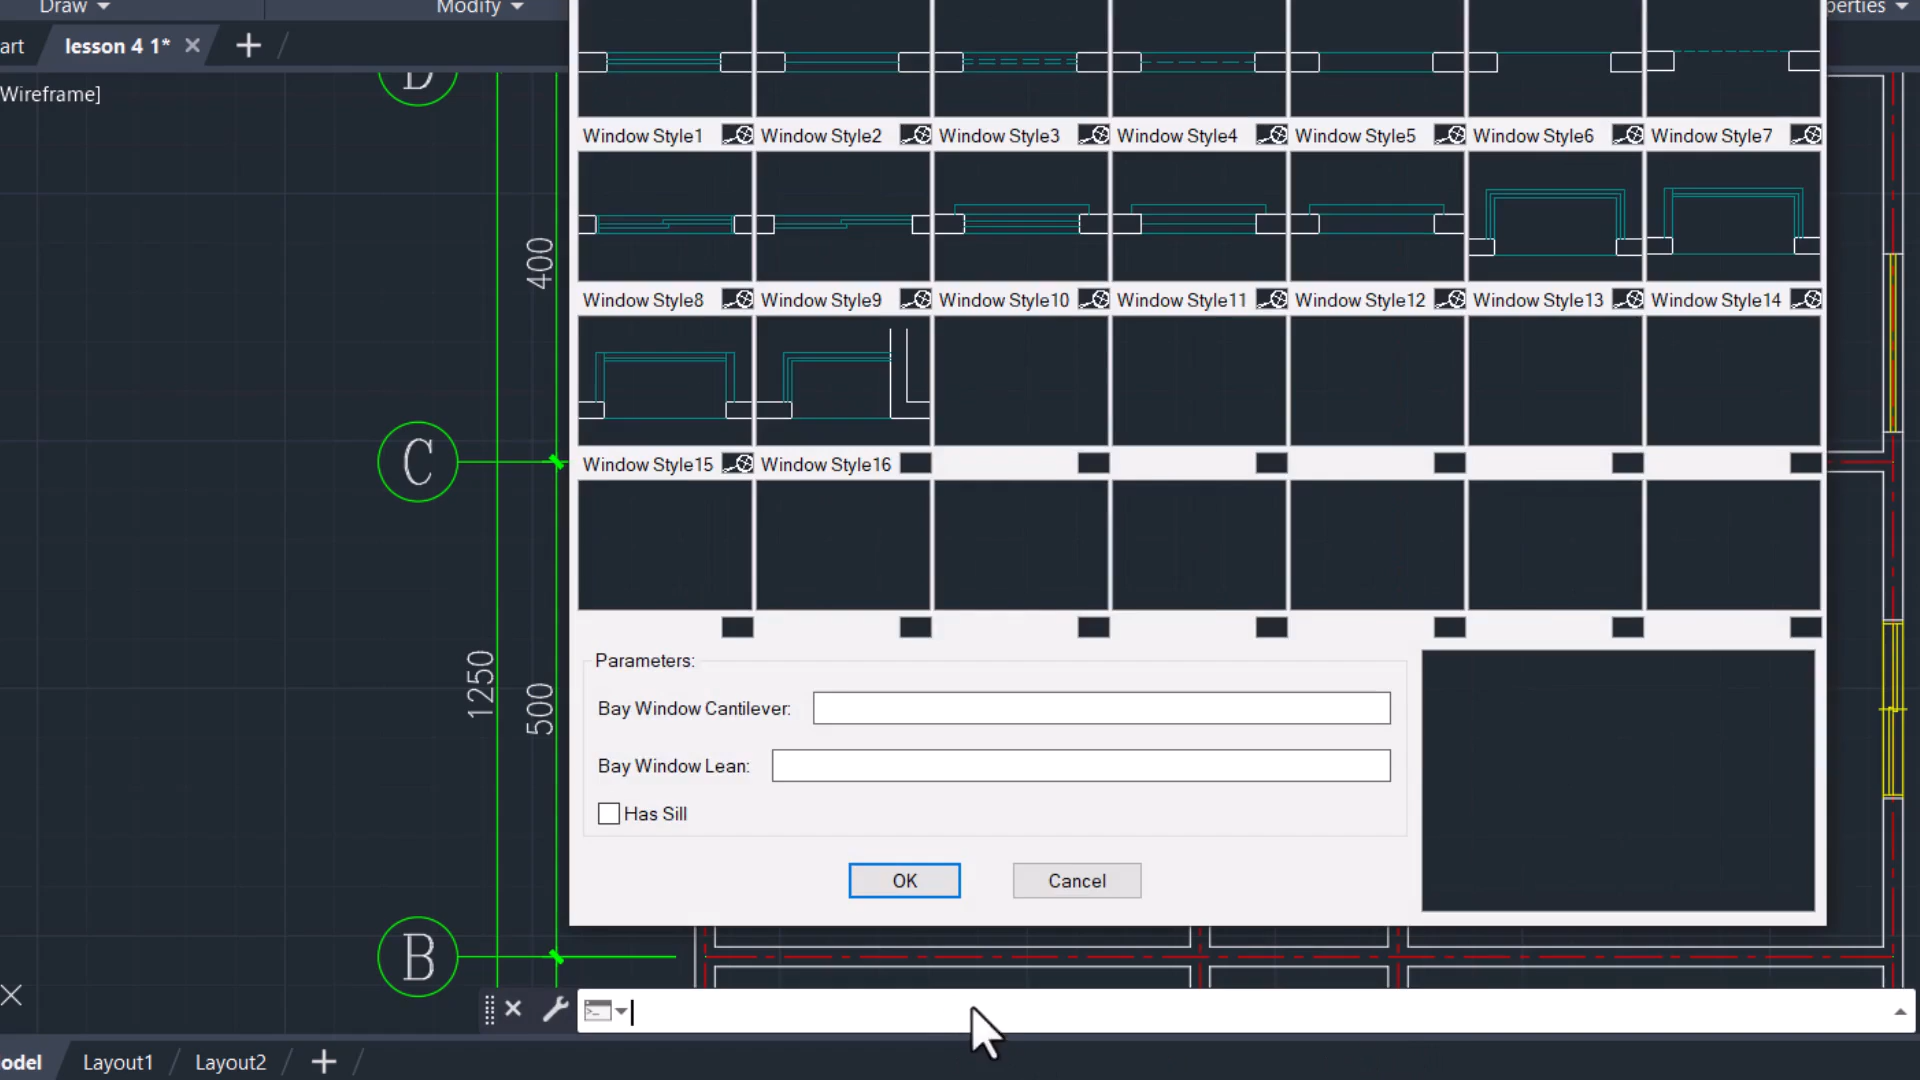 Draw
Modify
perties
art
lesson 4 1*
D
Wireframe]
Window Style1
Window Style2
Window Style3
Window Style4
Window Style5
Window Style6
Window Style7
400
Window Style8
Window Style9
Window Style10
Window Style11
Window Style12
Window Style13
Window Style14
C
Window Style15
Window Style16
1250
500
Parameters:
Bay Window Cantilever:
Bay Window Lean:
Has Sill
OK
Cancel
B
odel
Layout1
Layout2